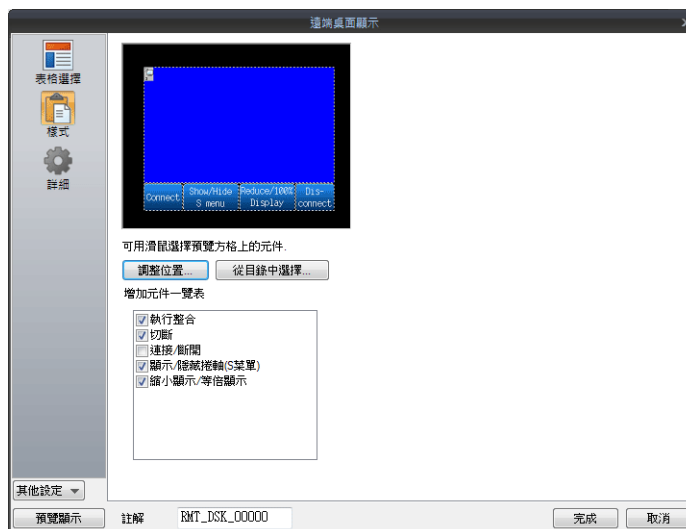 遠端桌面顯示
表格選擇
樣式
詳細
Connect
Show/Hide
S menu
Reduce/100%
Display
Dis-
connect
可用滑鼠選擇預覽方格上的元件.
調整位置...
從目錄中選擇...
增加元件一覽表
執行整合
切斷
連接/斷開
顯示/隱藏捲軸(S菜單)
縮小顯示/等倍顯示
其他設定
預覽顯示
註解
RMT_DSK_00000
完成
取消